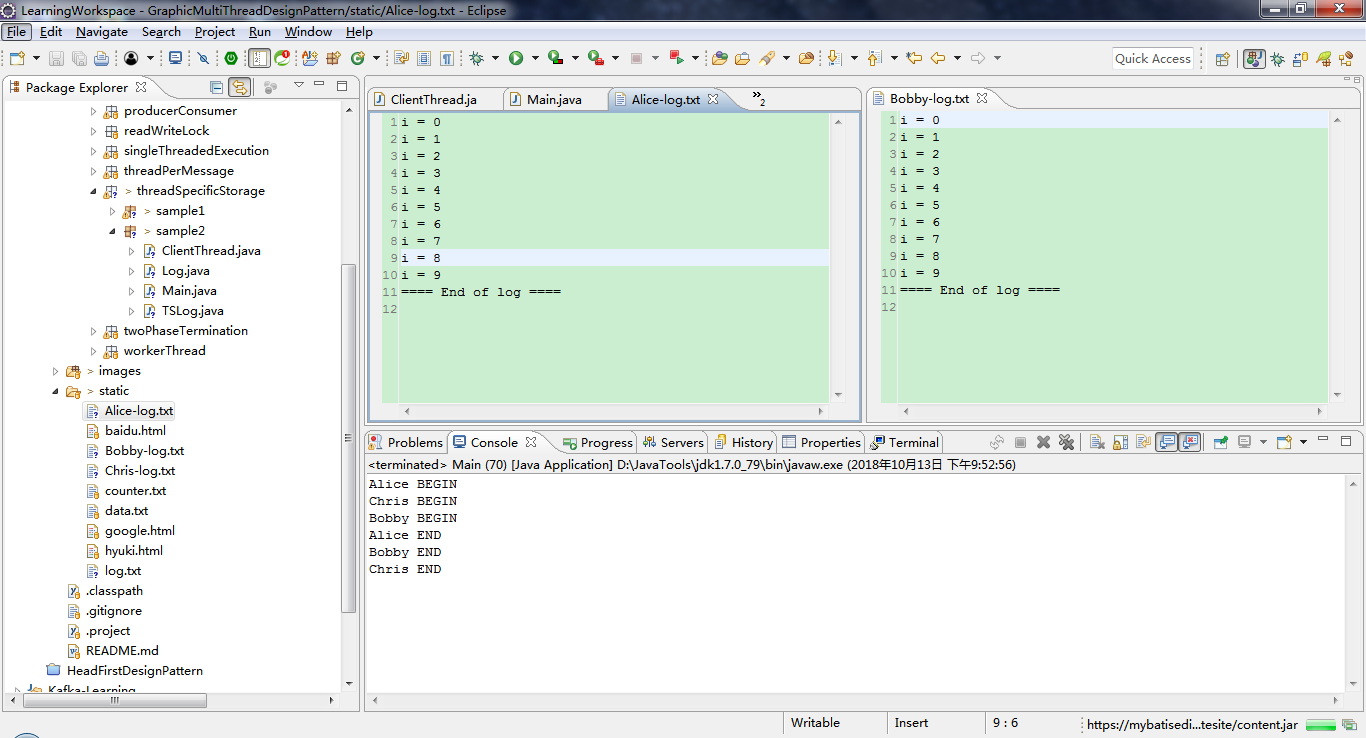 LearningWorkspace - GraphicMultiThreadDesignPattern/static/Alice-log.txt - Eclipse
File Edit Navigate Search Project Run Window Help
Quick Access
Package Explorer
producerConsumer
readWriteLock
singleThreadedExecution
threadPerMessage
> threadSpecificStorage
> sample1
> sample2
ClientThread.java
Log.java
Main.java
TSLog.java
twoPhaseTermination
workerThread
> images
> static
Alice-log.txt
baidu.html
Bobby-log.txt
Chris-log.txt
counter.txt
data.txt
google.html
hyuki.html
log.txt
.classpath
.gitignore
.project
README.md
HeadFirstDesignPattern
Kafka-Learning
ClientThread.ja Main.java Alice-log.txt »2
1 i = 0
2 i = 1
3 i = 2
4 i = 3
5 i = 4
6 i = 5
7 i = 6
8 i = 7
9 i = 8
10 i = 9
11 ==== End of log ====
12
Bobby-log.txt
1 i = 0
2 i = 1
3 i = 2
4 i = 3
5 i = 4
6 i = 5
7 i = 6
8 i = 7
9 i = 8
10 i = 9
11 ==== End of log ====
12
Problems Console Progress Servers History Properties Terminal
<terminated> Main (70) [Java Application] D:\JavaTools\jdk1.7.0_79\bin\javaw.exe (2018年10月13日 下午9:52:56)
Alice BEGIN
Chris BEGIN
Bobby BEGIN
Alice END
Bobby END
Chris END
Writable Insert 9 : 6 https://mybatisedi...tesite/content.jar